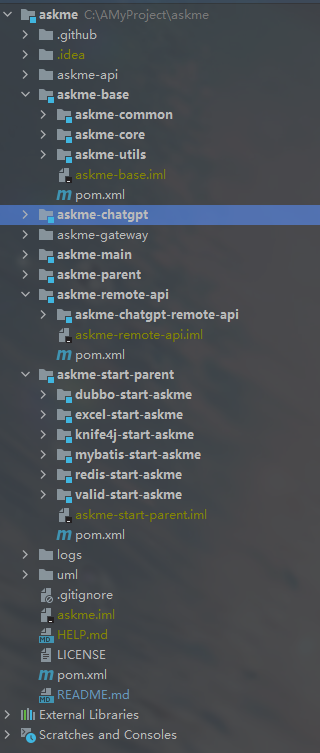 askme C:\AMyProject\askme
.github
.idea
askme-api
askme-base
askme-common
askme-core
askme-utils
askme-base.iml
pom.xml
askme-chatgpt
askme-gateway
askme-main
askme-parent
askme-remote-api
askme-chatgpt-remote-api
askme-remote-api.iml
pom.xml
askme-start-parent
dubbo-start-askme
excel-start-askme
knife4j-start-askme
mybatis-start-askme
redis-start-askme
valid-start-askme
askme-start-parent.iml
pom.xml
logs
uml
.gitignore
askme.iml
HELP.md
LICENSE
pom.xml
README.md
External Libraries
Scratches and Consoles